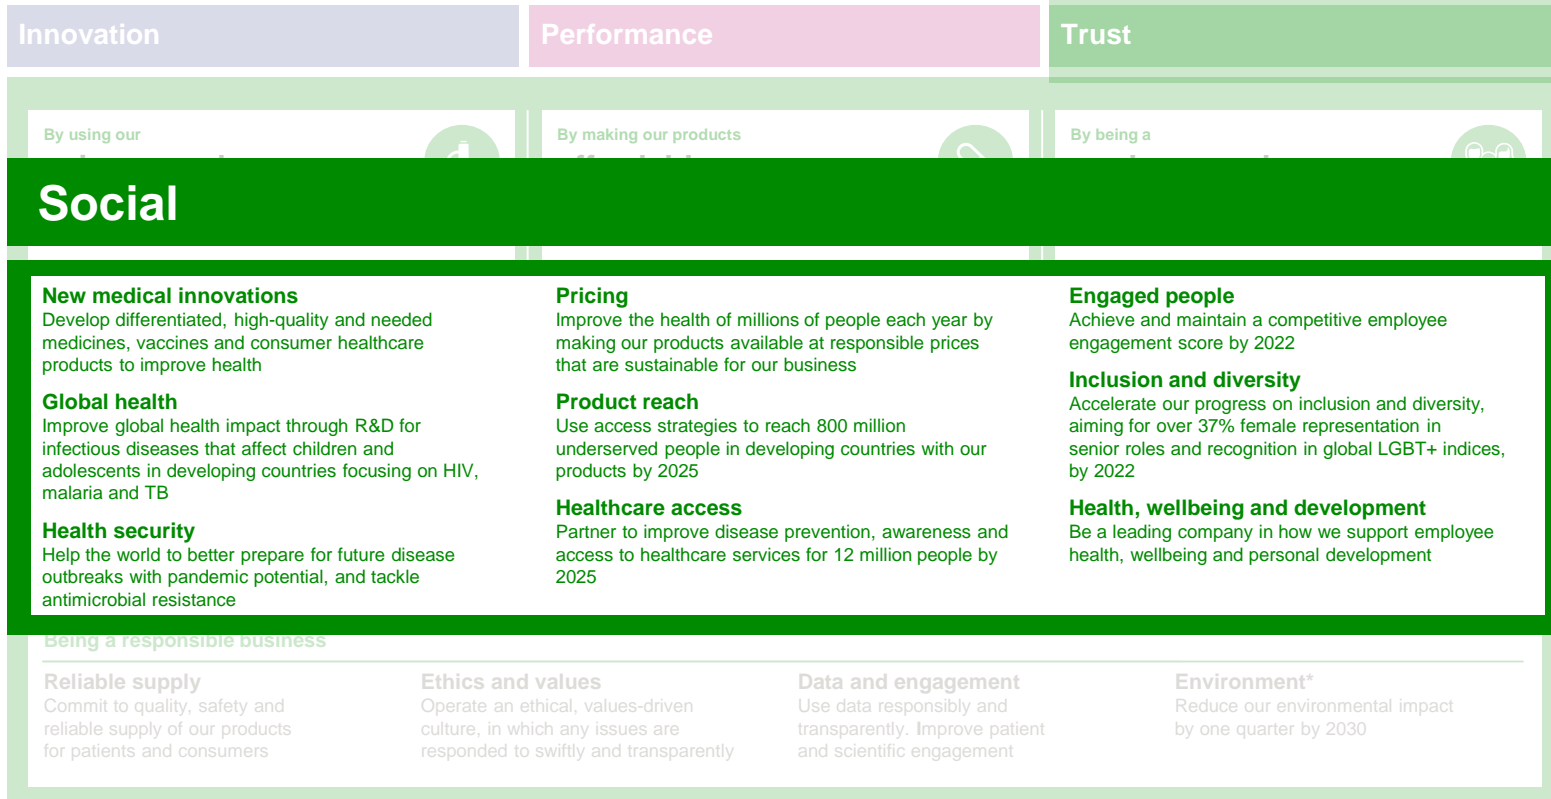 Innovation
Performance
Trust
By using our
By making our products
By being a
Social
New medical innovations
Develop differentiated, high-quality and needed
medicines, vaccines and consumer healthcare
products to improve health
Global health
Improve global health impact through R&D for
infectious diseases that affect children and
adolescents in developing countries focusing on HIV,
malaria and TB
Health security
Help the world to better prepare for future disease
outbreaks with pandemic potential, and tackle
antimicrobial resistance
Pricing
Improve the health of millions of people each year by
making our products available at responsible prices
that are sustainable for our business
Product reach
Use access strategies to reach 800 million
underserved people in developing countries with our
products by 2025
Healthcare access
Partner to improve disease prevention, awareness and
access to healthcare services for 12 million people by
2025
Engaged people
Achieve and maintain a competitive employee
engagement score by 2022
Inclusion and diversity
Accelerate our progress on inclusion and diversity,
aiming for over 37% female representation in
senior roles and recognition in global LGBT+ indices,
by 2022
Health, wellbeing and development
Be a leading company in how we support employee
health, wellbeing and personal development
Being a responsible business
Reliable supply
Commit to quality, safety and
reliable supply of our products
for patients and consumers
Ethics and values
Operate an ethical, values-driven
culture, in which any issues are
responded to swiftly and transparently
Data and engagement
Use data responsibly and
transparently. Improve patient
and scientific engagement
Environment*
Reduce our environmental impact
by one quarter by 2030